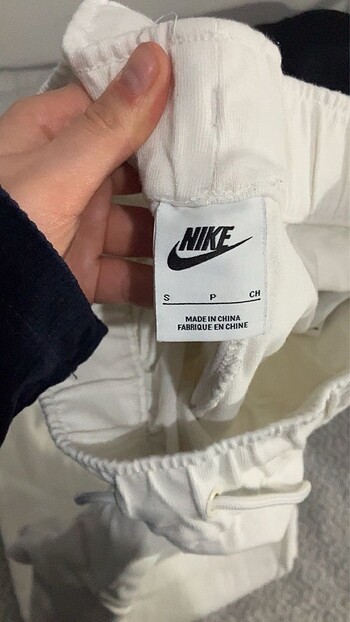 NIKE
S P CH
MADE IN CHINA
FABRIQUE EN CHINE